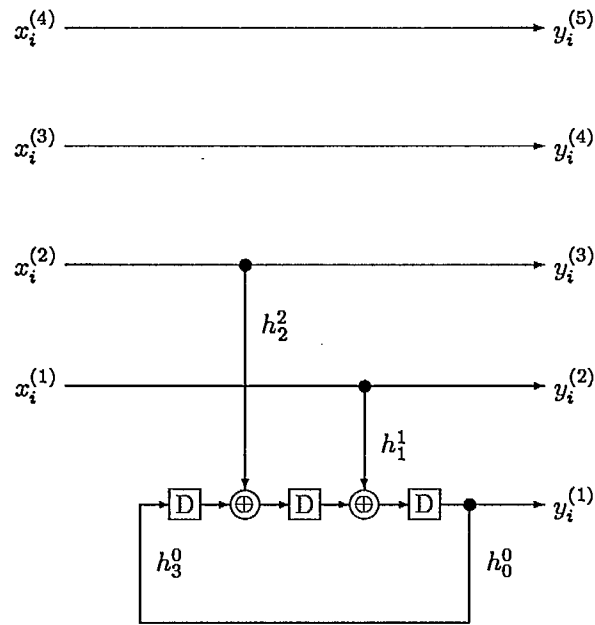 x_i^{(4)} y_i^{(5)}
x_i^{(3)} y_i^{(4)}
x_i^{(2)} y_i^{(3)}
h_2^2
x_i^{(1)} y_i^{(2)}
h_1^1
D ⊕ D ⊕ D y_i^{(1)}
h_3^0 h_0^0